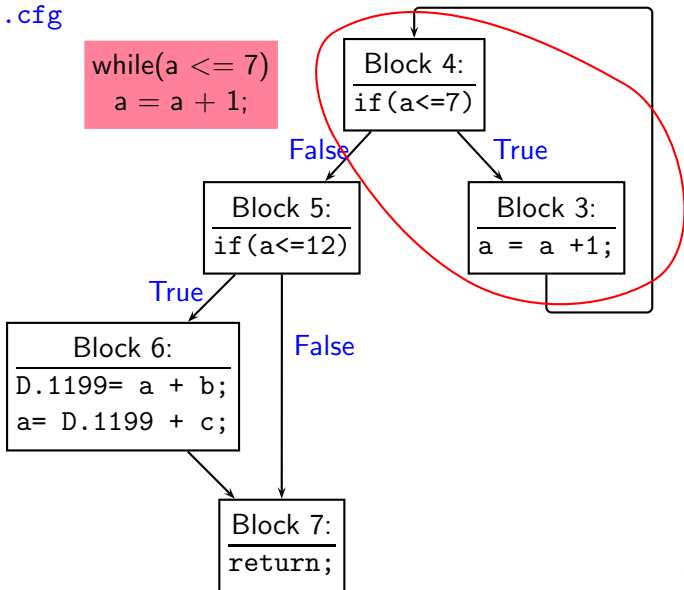 .cfg
while(a <= 7)
a = a + 1;
Block 4:
if(a<=7)
False
True
Block 5:
if(a<=12)
Block 3:
a = a +1;
True
False
Block 6:
D.1199= a + b;
a= D.1199 + c;
Block 7:
return;